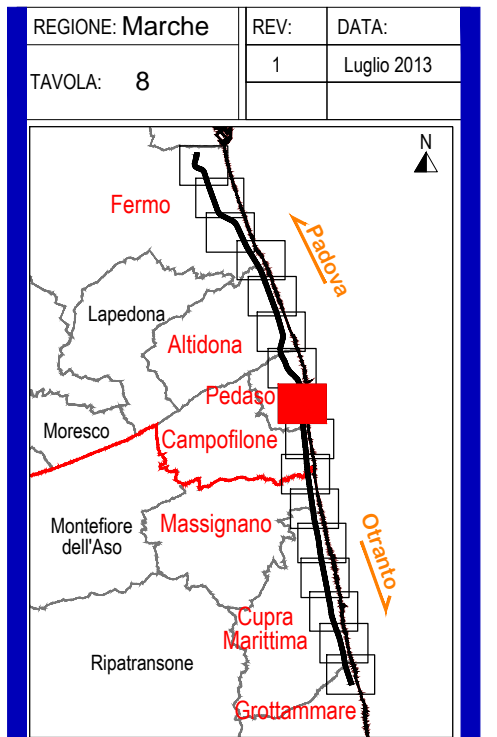 REGIONE: Marche
REV:
DATA:
1
Luglio 2013
TAVOLA: 8
N
Fermo
Padova
Lapedona
Altidona
Pedaso
Moresco
Campofilone
Massignano
Montefiore
dell'Aso
Otranto
Cupra
Marittima
Ripatransone
Grottammare